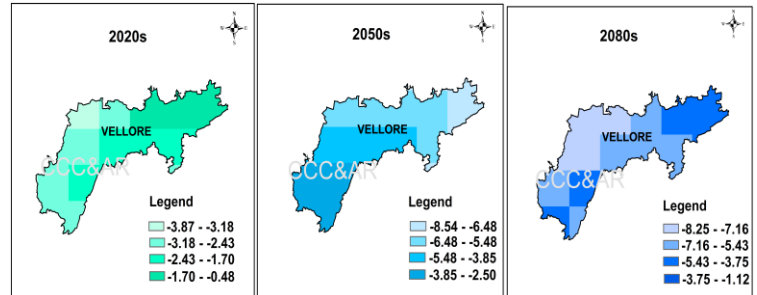 2020s
N
W E
S
VELLORE
CCC&AR
Legend
-3.87 - -3.18
-3.18 - -2.43
-2.43 - -1.70
-1.70 - -0.48
2050s
N
W E
S
VELLORE
CCC&AR
Legend
-8.54 - -6.48
-6.48 - -5.48
-5.48 - -3.85
-3.85 - -2.50
2080s
N
W E
S
VELLORE
CCC&AR
Legend
-8.25 - -7.16
-7.16 - -5.43
-5.43 - -3.75
-3.75 - -1.12